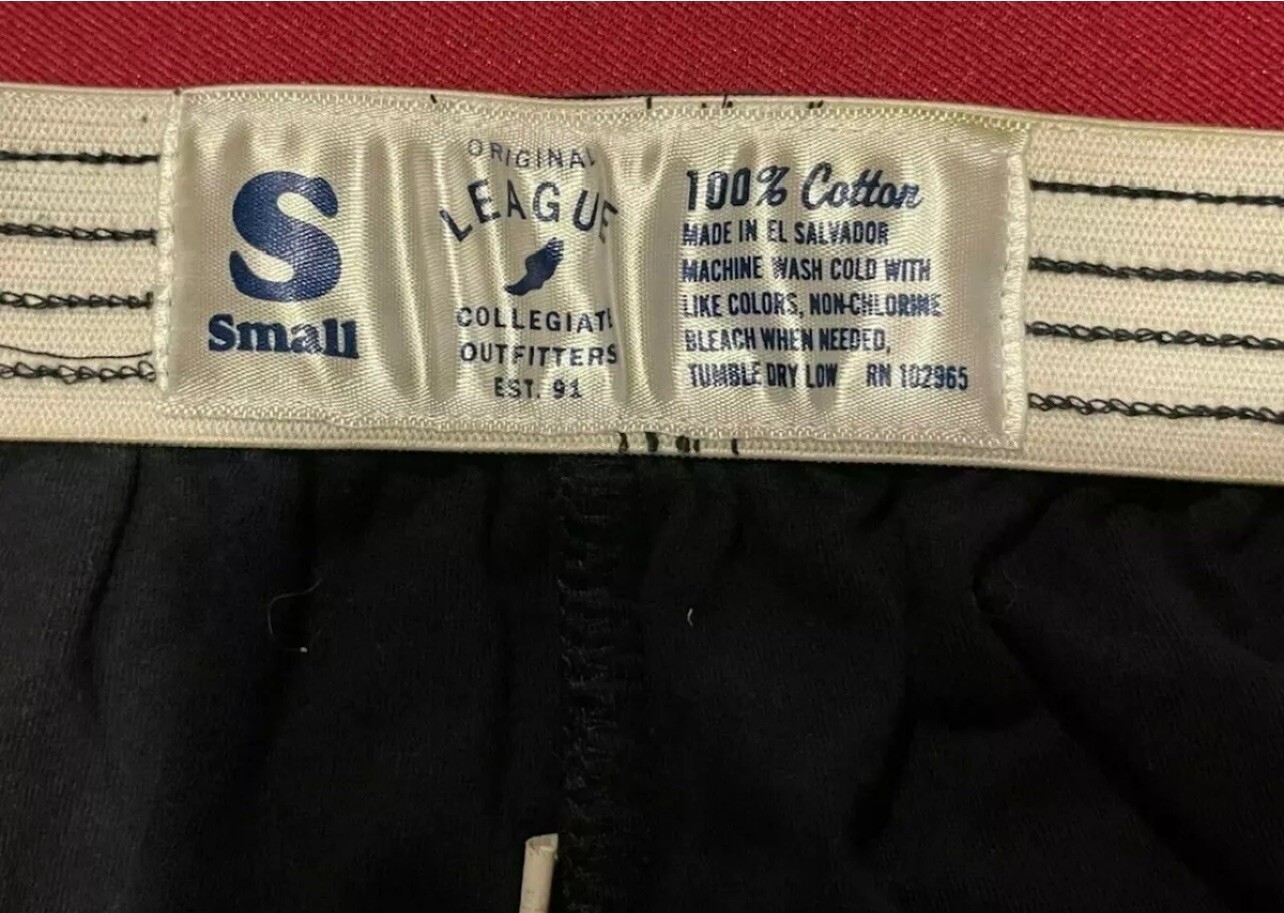 S
Small
ORIGINAL
LEAGUE
COLLEGIATE
OUTFITTERS
EST. 91
100% Cotton
MADE IN EL SALVADOR
MACHINE WASH COLD WITH
LIKE COLORS, NON-CHLORINE
BLEACH WHEN NEEDED,
TUMBLE DRY LOW RN 102965